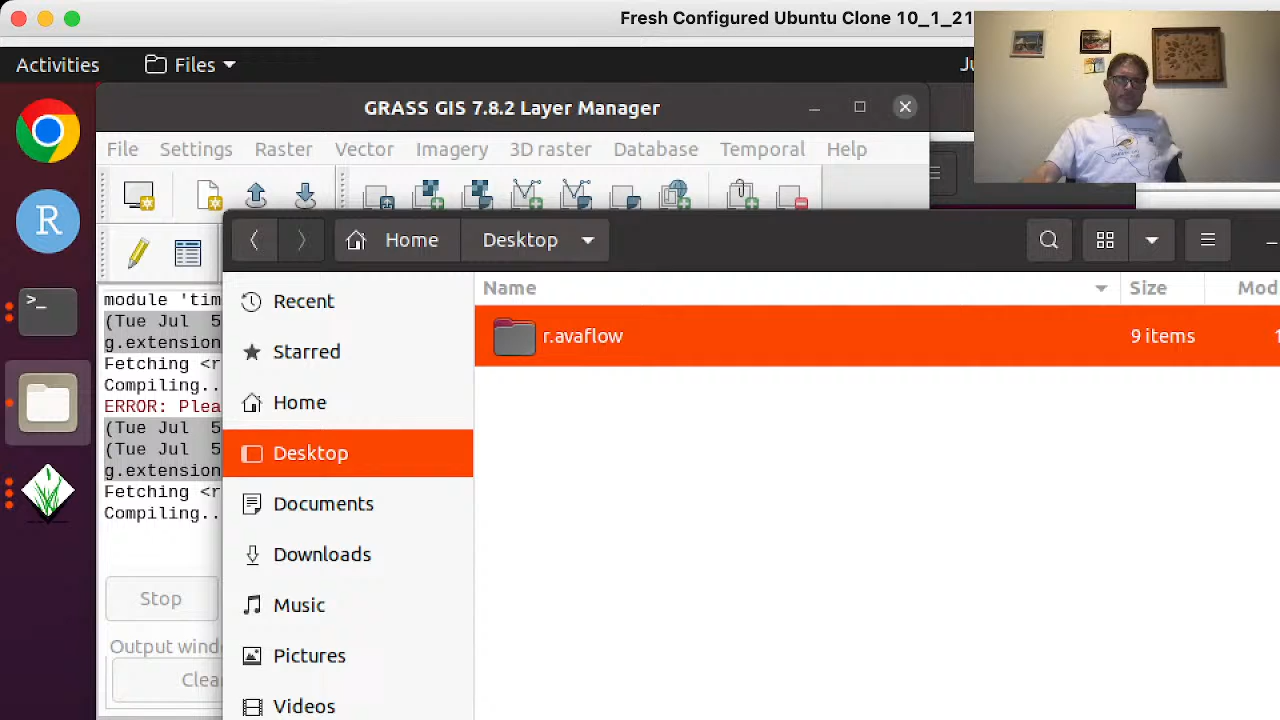 Fresh Configured Ubuntu Clone 10_1_21
Activities
Files
GRASS GIS 7.8.2 Layer Manager
File Settings Raster Vector Imagery 3D raster Database Temporal Help
Home Desktop
R
>_
module 'tim
(Tue Jul 5
g.extension
Fetching <r
Compiling..
ERROR: Plea
(Tue Jul 5
(Tue Jul 5
g.extension
Fetching <r
Compiling..
Stop
Output windo
Clea
Recent
Starred
Home
Desktop
Documents
Downloads
Music
Pictures
Videos
Name Size Mod
r.avaflow 9 items